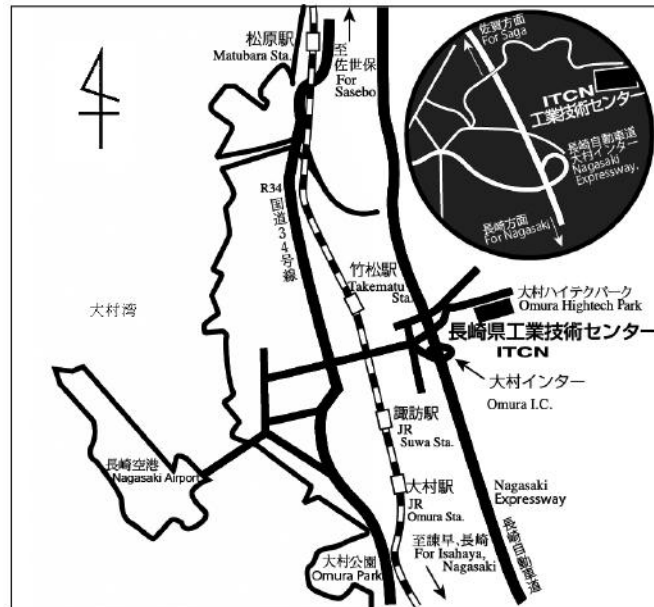 松原駅
Matubara Sta.
至
佐世保
For
Sasebo
佐賀方面
For Saga
ITCN
工業技術センター
長崎自動車道
大村インター
Nagasaki
Expressway,
長崎方面
For Nagasaki
R34
国道34号線
竹松駅
Takematu
Sta.
大村湾
大村ハイテクパーク
Omura Hightech Park
長崎県工業技術センター
ITCN
大村インター
Omura I.C.
諏訪駅
JR
Suwa Sta.
長崎空港
Nagasaki Airport
大村駅
JR
Omura Sta.
Nagasaki
Expressway
長崎自動車道
至諫早、長崎
For Isahaya,
Nagasaki
大村公園
Omura Park